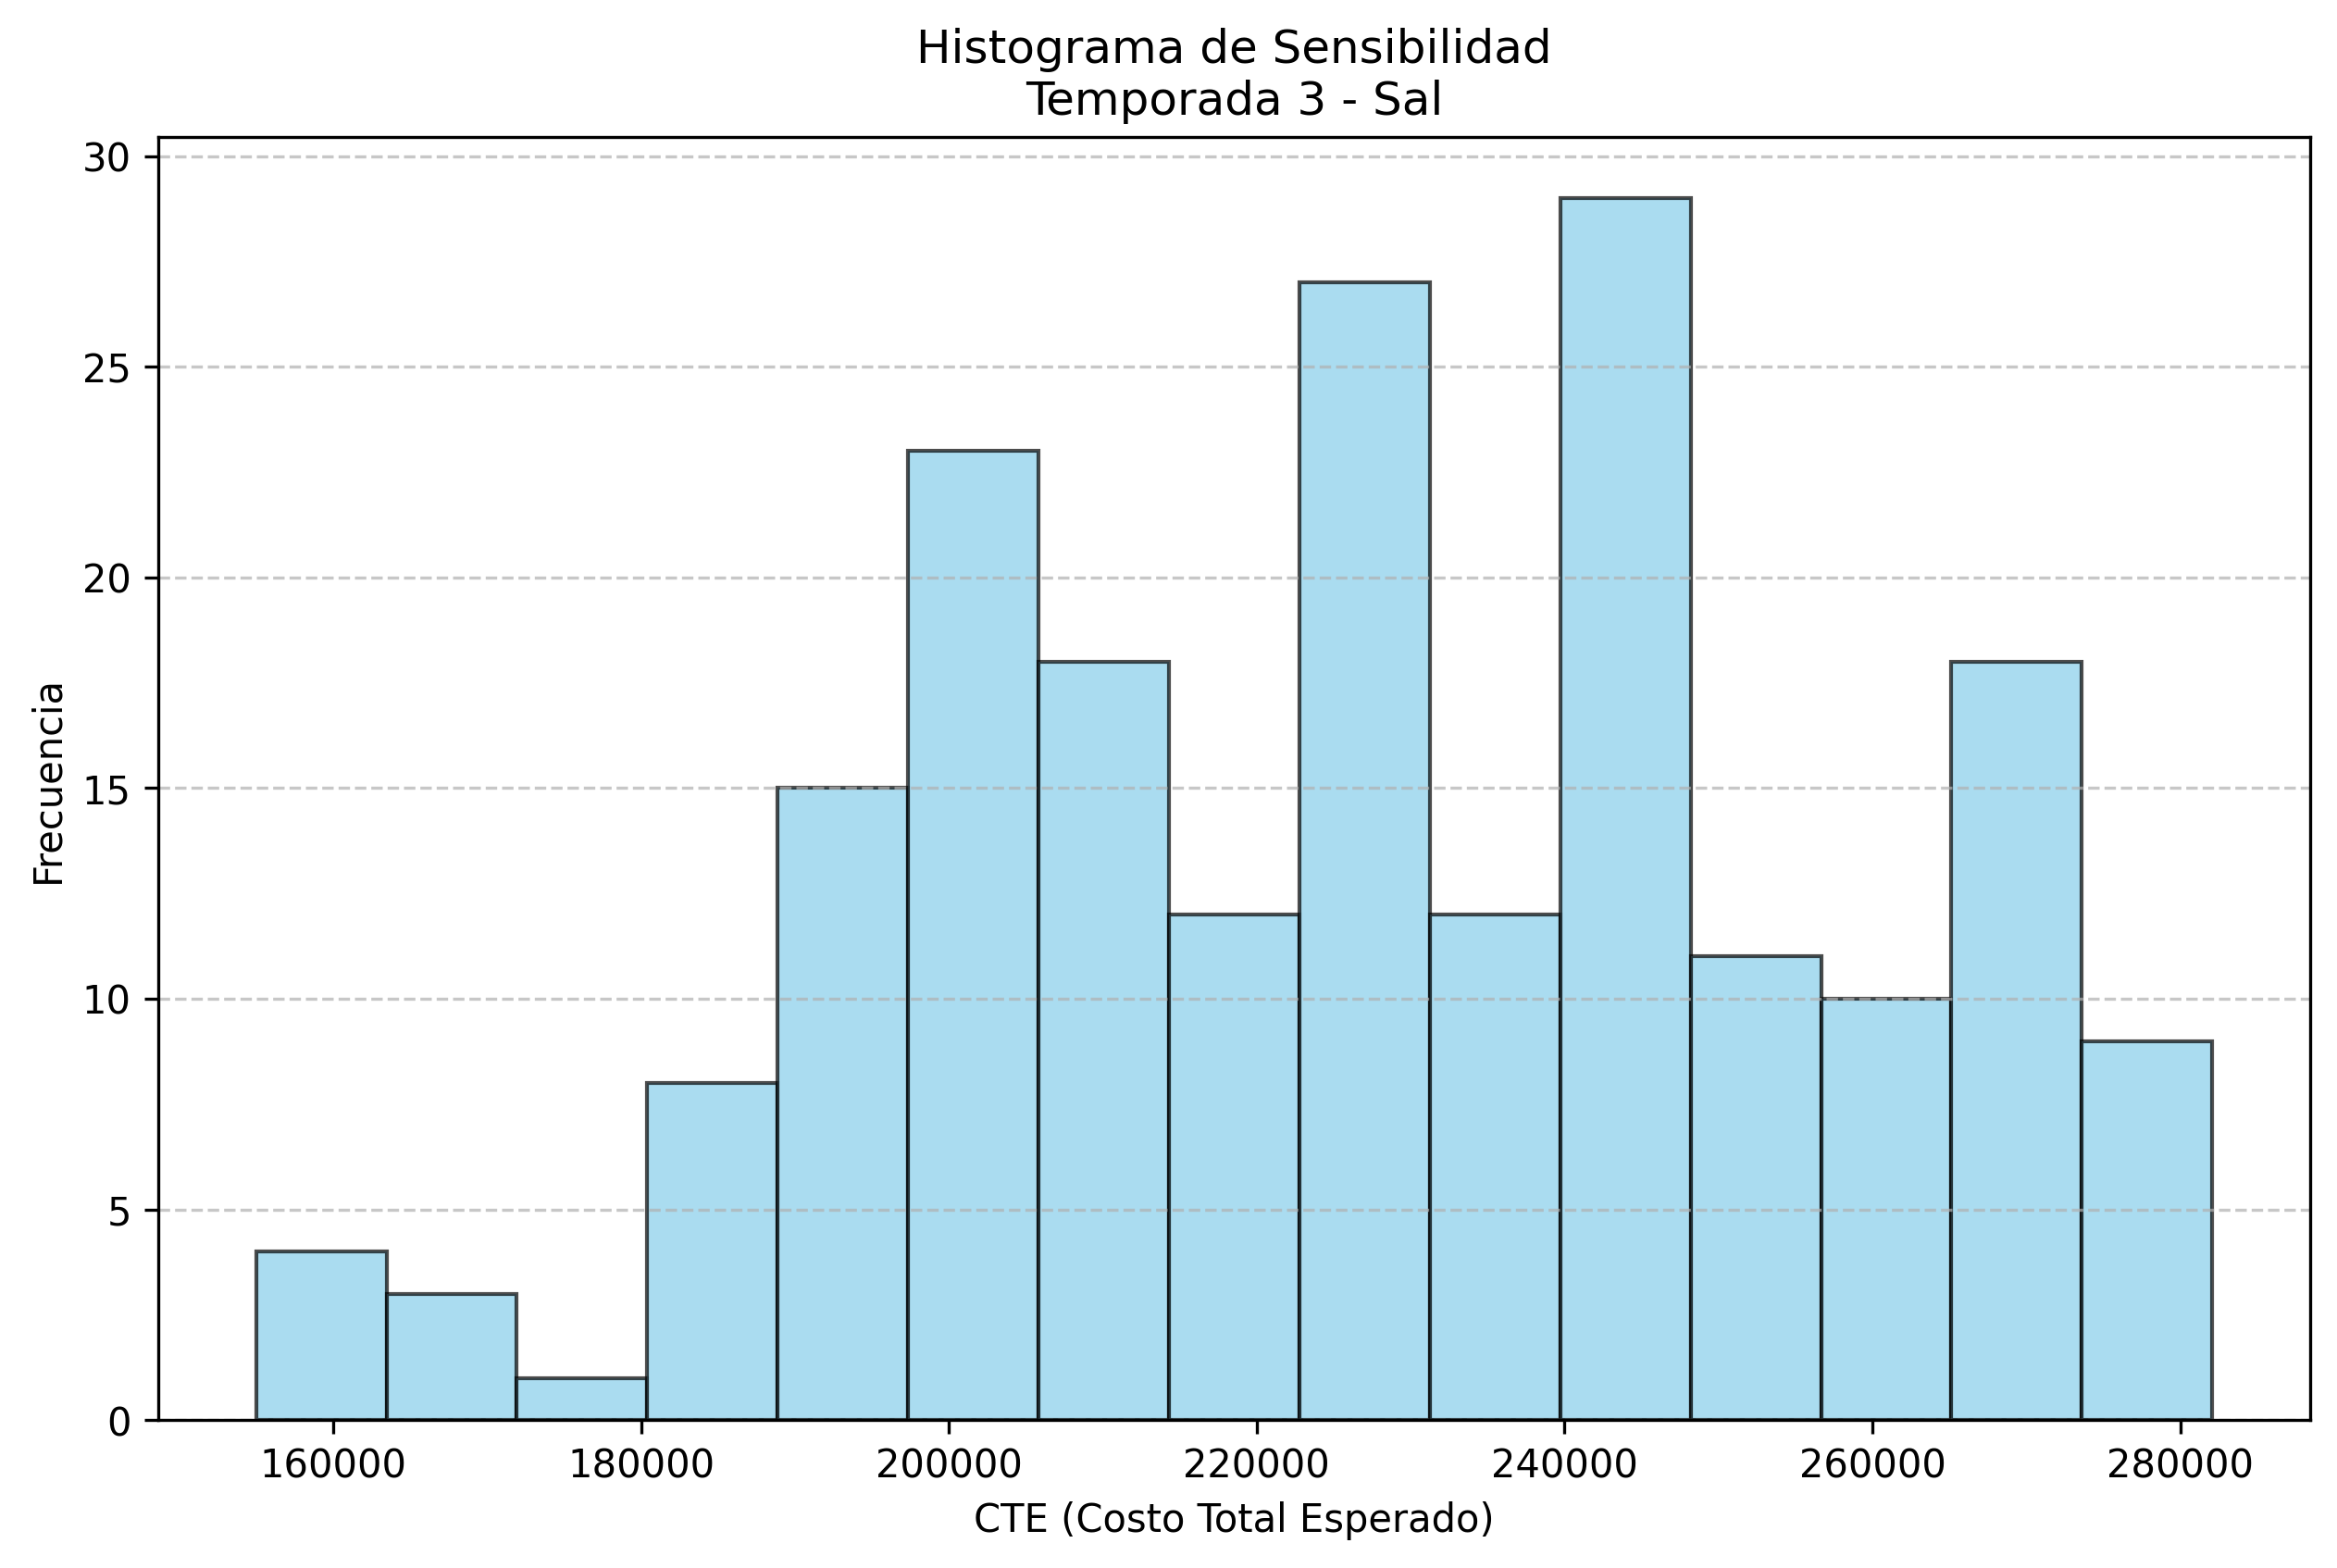 Histograma de Sensibilidad
Temporada 3 - Sal
30
25
20
15
10
5
0
Frecuencia
160000 180000 200000 220000 240000 260000 280000
CTE (Costo Total Esperado)